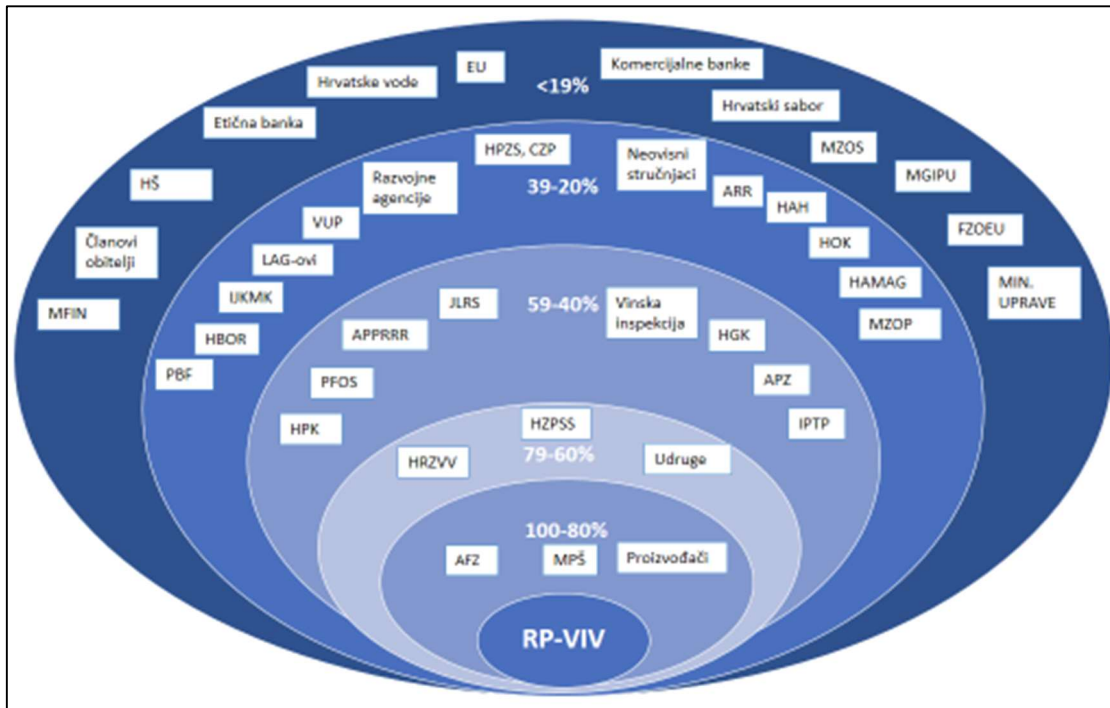 EU
Komercijalne banke
Hrvatske vode
<19%
Hrvatski sabor
Etična banka
MZOS
HPZS, CZP
Neovisni
stručnjaci
MGIPU
HŠ
Razvojne
agencije
39-20%
ARR
HAH
VUP
FZOEU
Članovi
obitelji
LAG-ovi
HOK
HAMAG
MIN.
UPRAVE
IJKMK
JLRS
59-40%
Vinska
inspekcija
MFIN
HBOR
APPRRR
HGK
MZOP
PBF
PFOS
APZ
HPK
HZPSS
IPTP
HRZVV
79-60%
Udruge
100-80%
AFZ
MPŠ
Proizvođači
RP-VIV